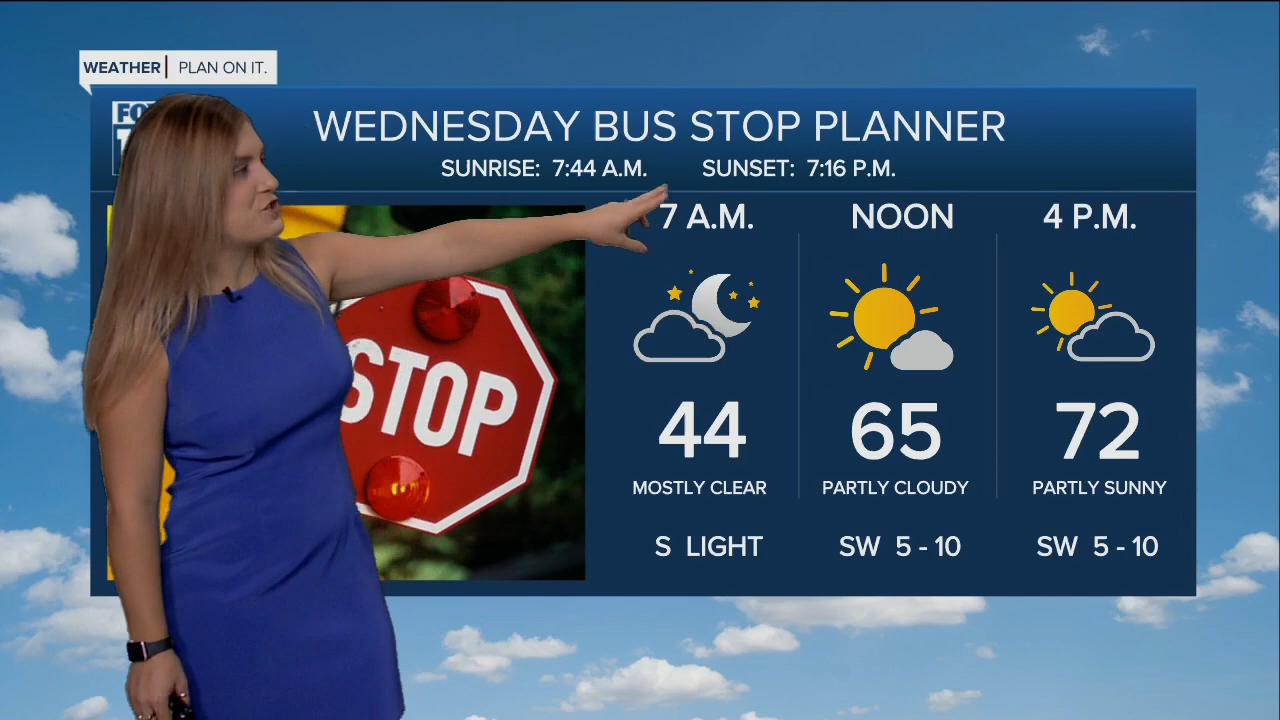 WEATHER | PLAN ON IT.
WEDNESDAY BUS STOP PLANNER
SUNRISE: 7:44 A.M. SUNSET: 7:16 P.M.
7 A.M. NOON 4 P.M.
STOP
44 65 72
MOSTLY CLEAR PARTLY CLOUDY PARTLY SUNNY
S LIGHT SW 5 - 10 SW 5 - 10